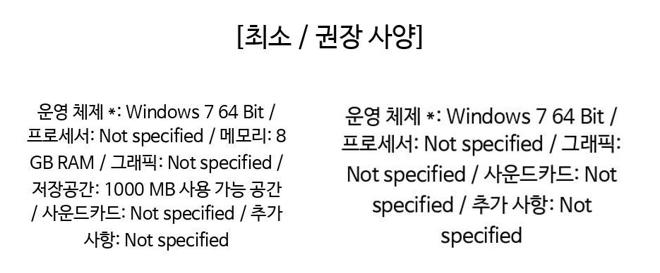 [최소 / 권장 사양]
운영 체제 *: Windows 7 64 Bit /
프로세서: Not specified / 메모리: 8
GB RAM / 그래픽: Not specified /
저장공간: 1000 MB 사용 가능 공간
/ 사운드카드: Not specified / 추가
사항: Not specified
운영 체제 *: Windows 7 64 Bit /
프로세서: Not specified / 그래픽:
Not specified / 사운드카드: Not
specified / 추가 사항: Not
specified